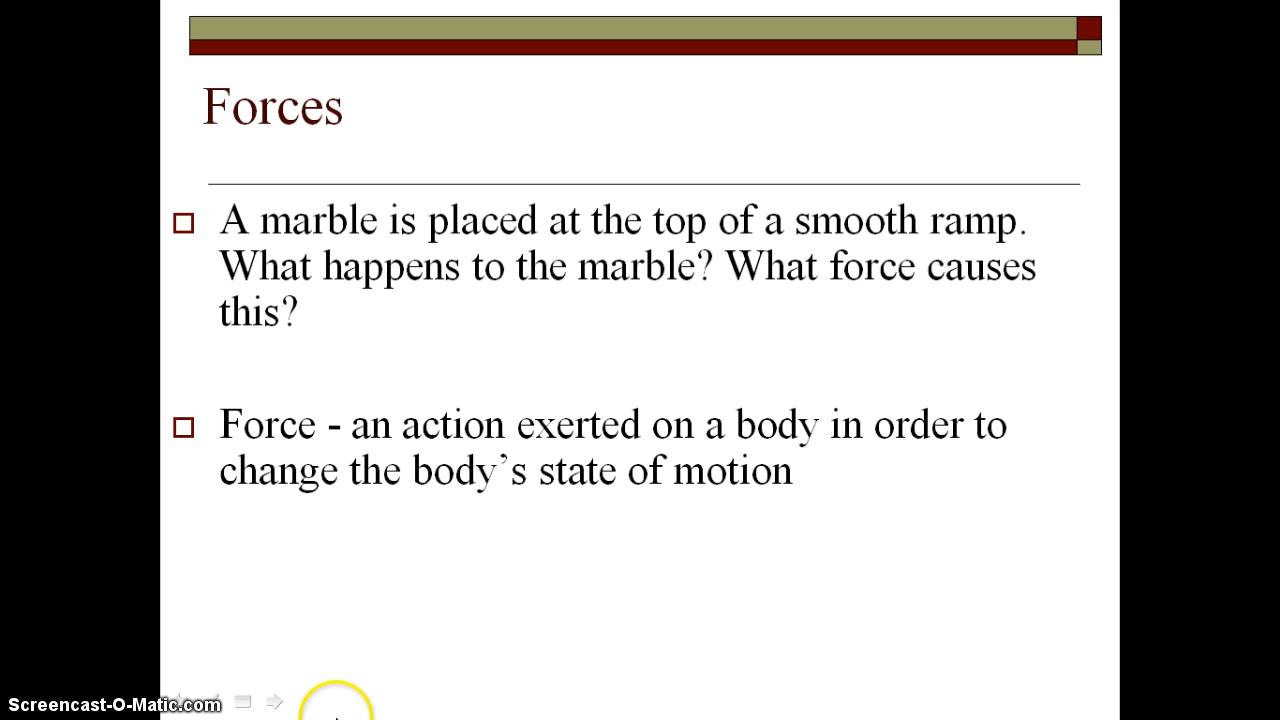 Forces
A marble is placed at the top of a smooth ramp.
What happens to the marble? What force causes
this?
Force - an action exerted on a body in order to
change the body’s state of motion
Screencast-O-Matic.com